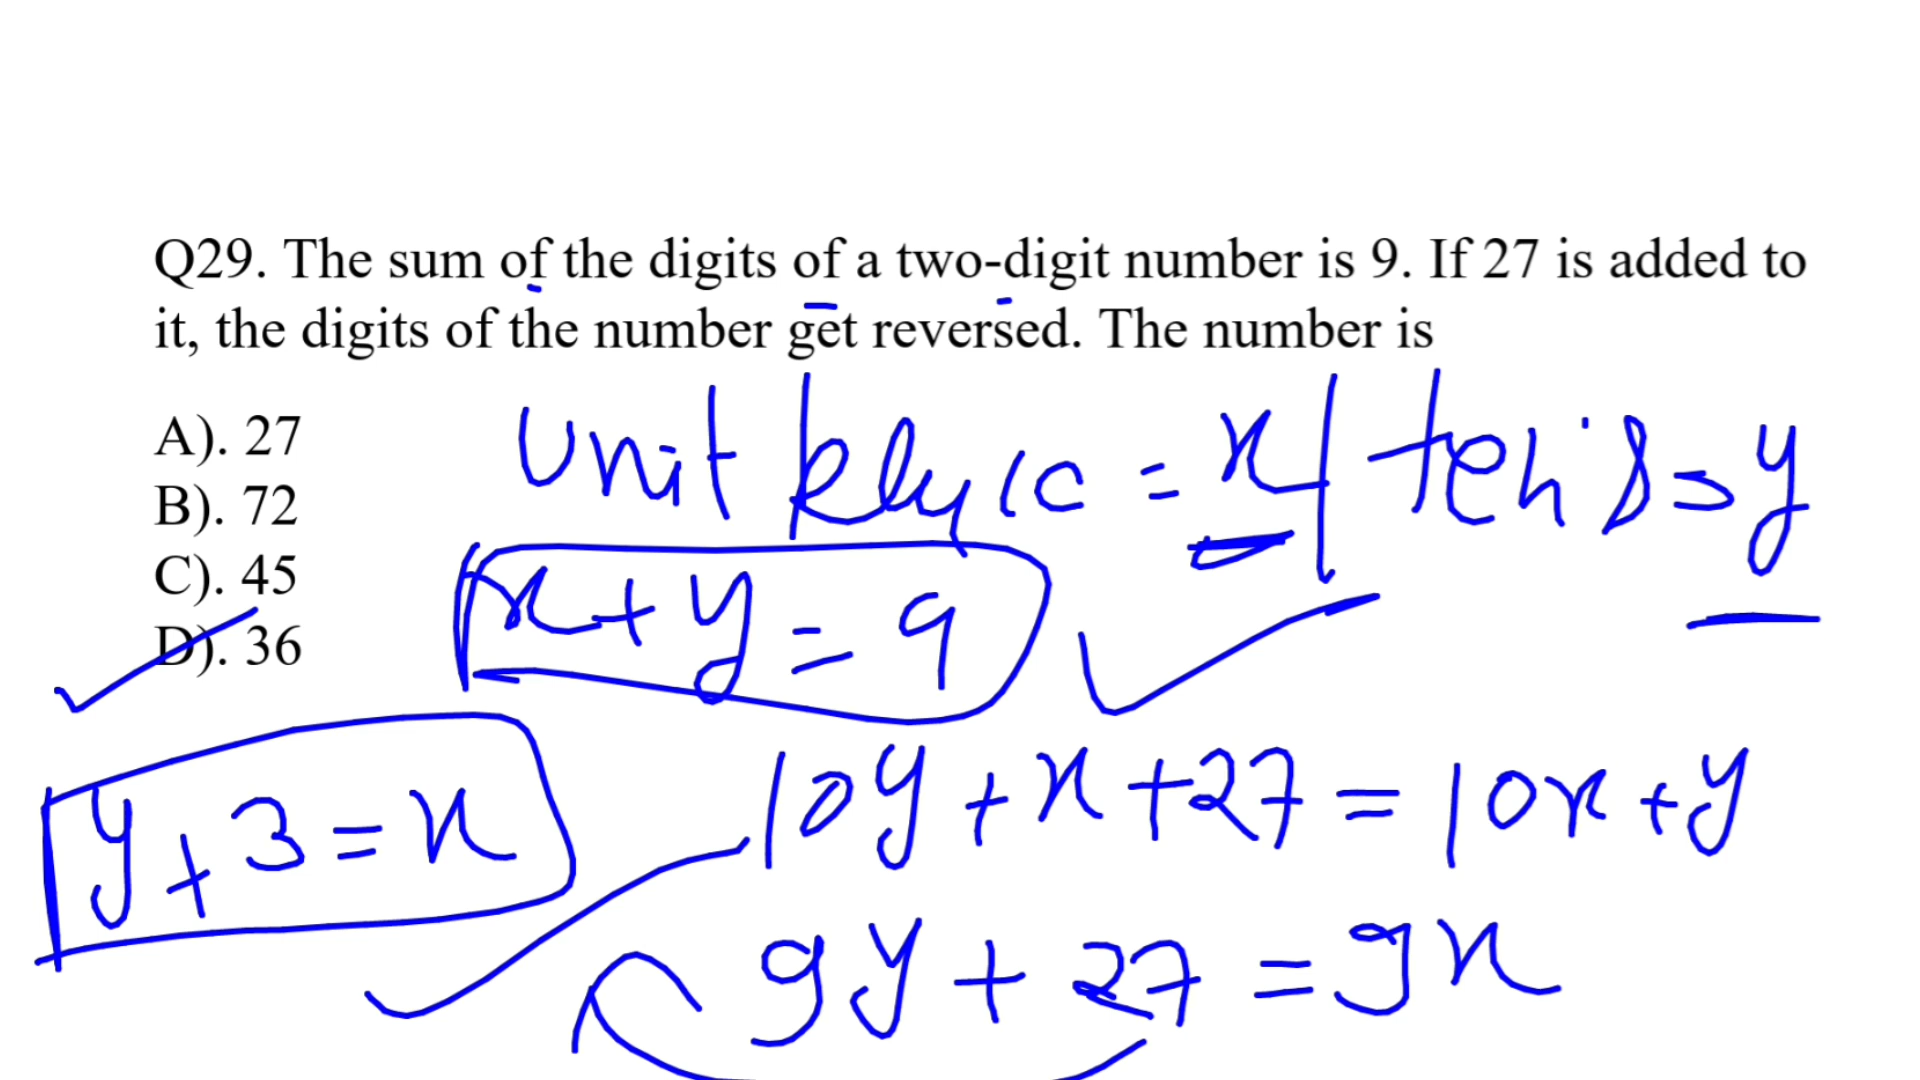 Q29. The sum of the digits of a two-digit number is 9. If 27 is added to
it, the digits of the number get reversed. The number is
A). 27
B). 72
C). 45
D). 36
unit = x | ten's = y
x + y = 9
10y + x + 27 = 10x + y
y + 3 = x
9y + 27 = 9x